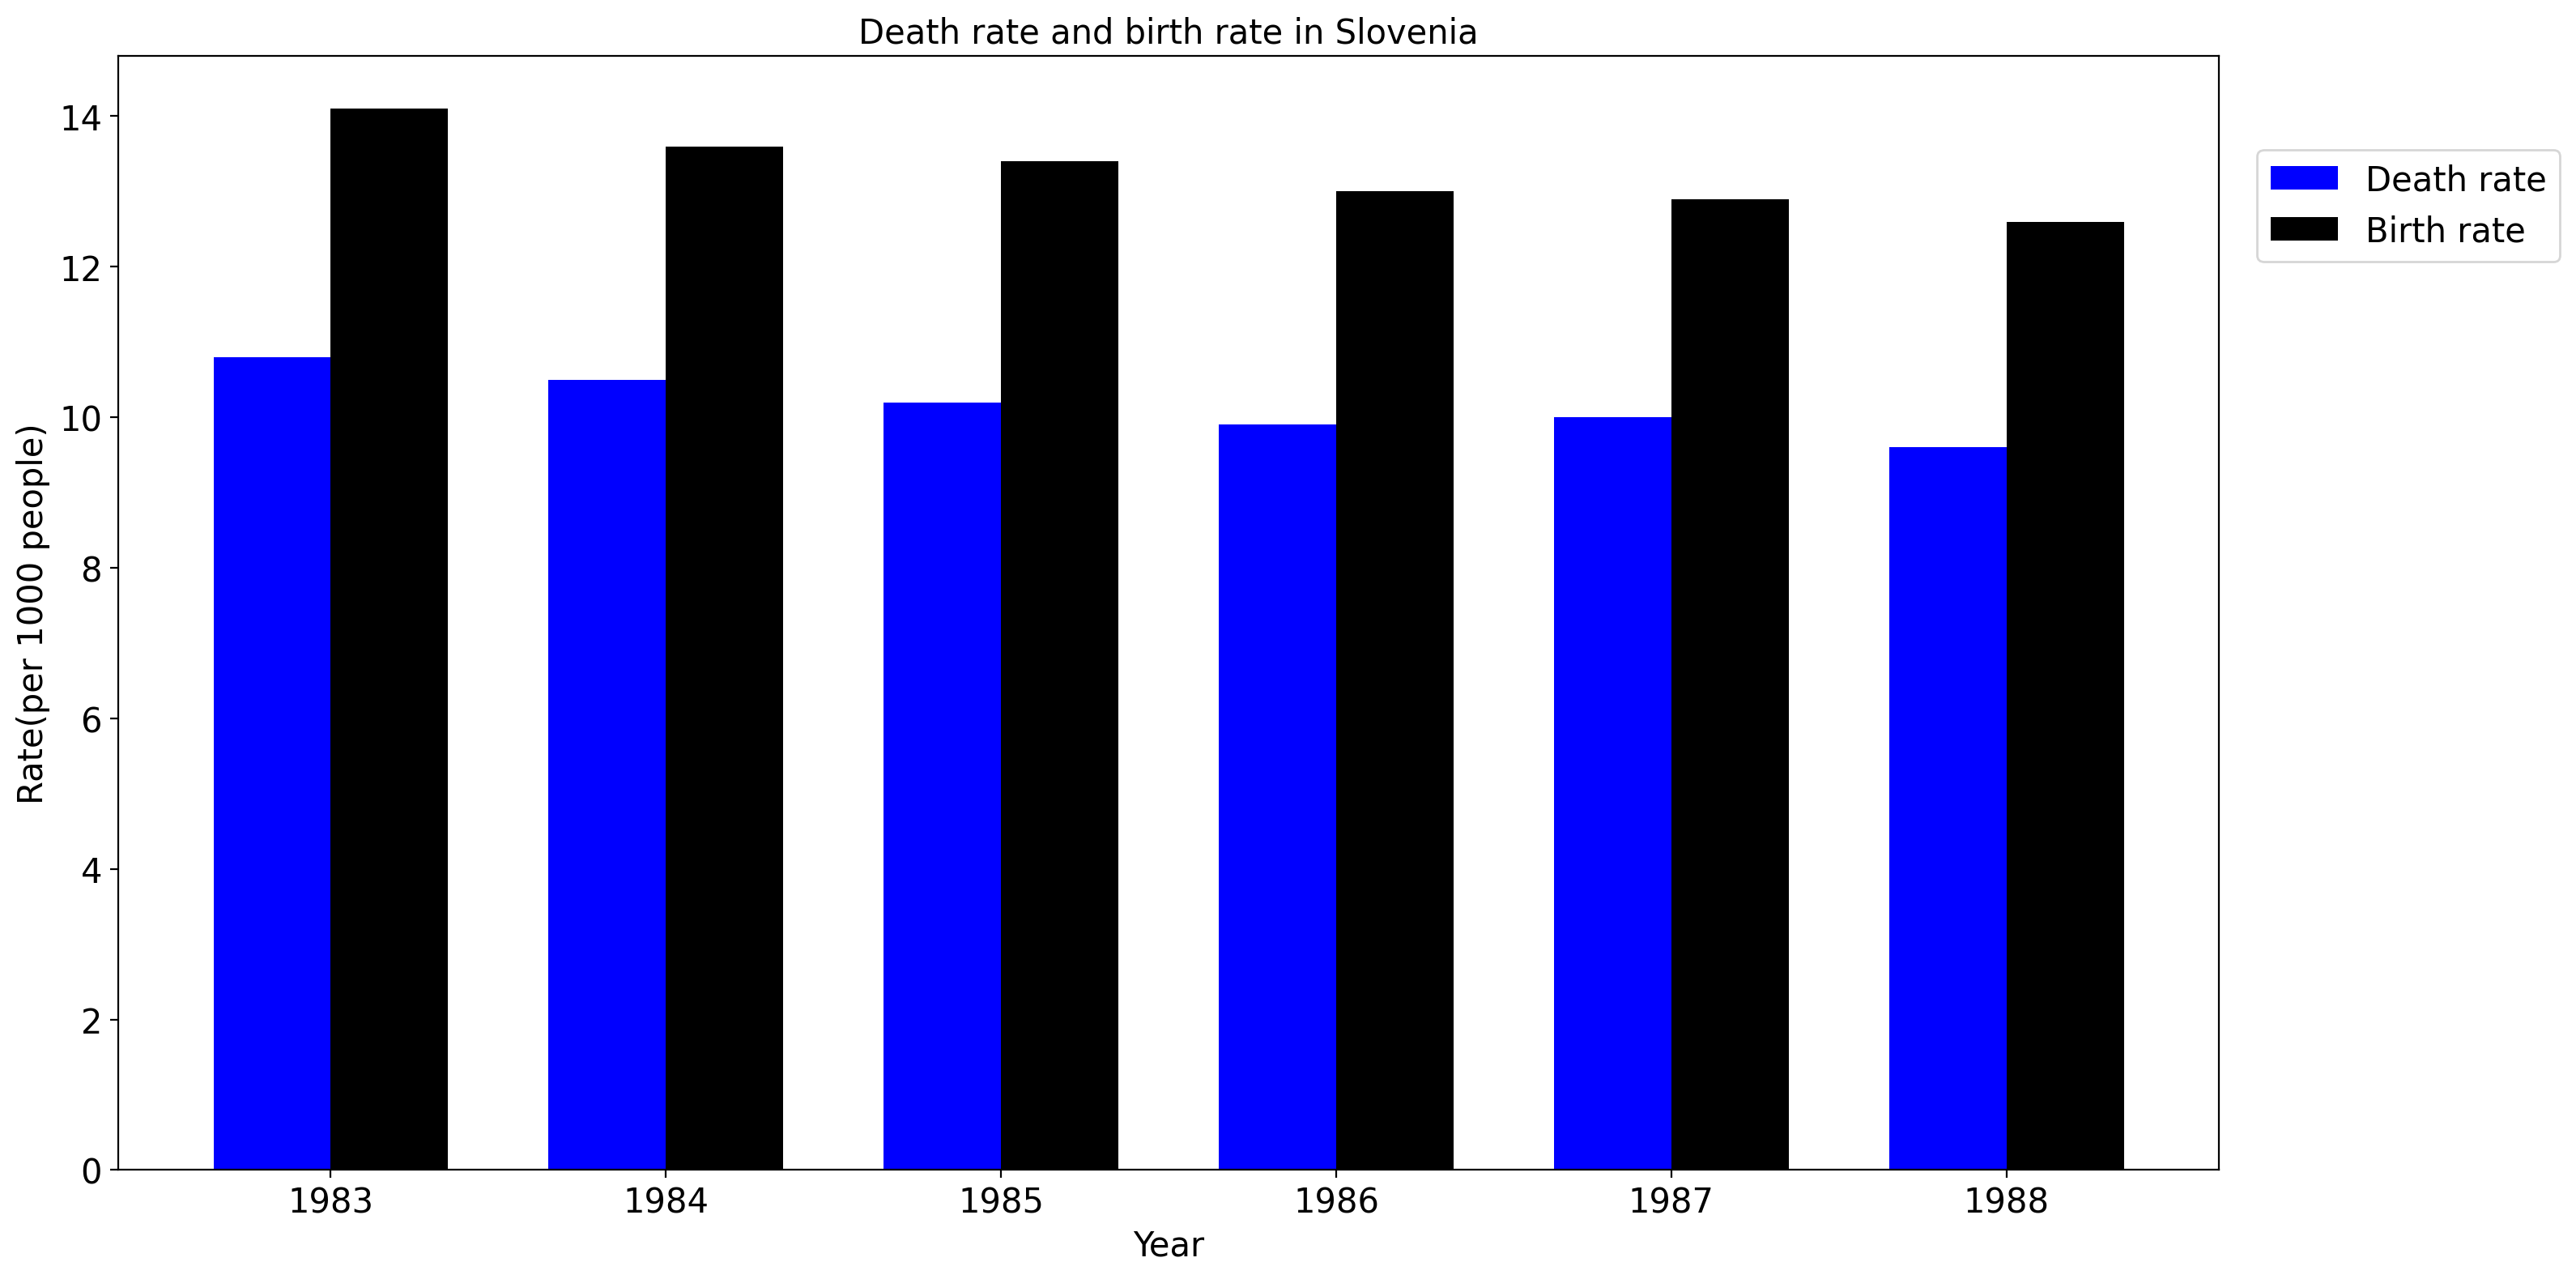 Death rate and birth rate in Slovenia
14
12
10
8
6
4
2
0
Rate(per 1000 people)
1983 1984 1985 1986 1987 1988
Year
Death rate
Birth rate